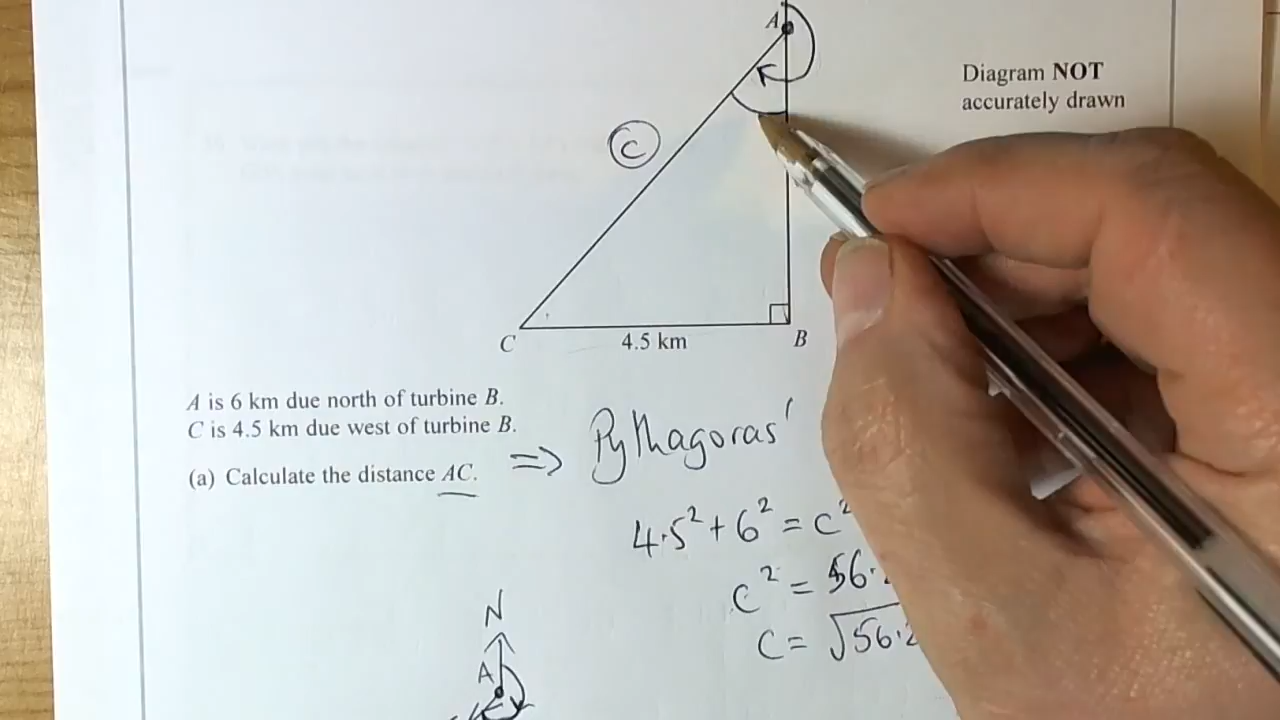 A
Diagram NOT
accurately drawn
C
C
4.5 km
B
A is 6 km due north of turbine B.
C is 4.5 km due west of turbine B.
(a) Calculate the distance AC.
=> Pythagoras'
4.5² + 6² = c²
c² = 56.
c = √56.2
N
A